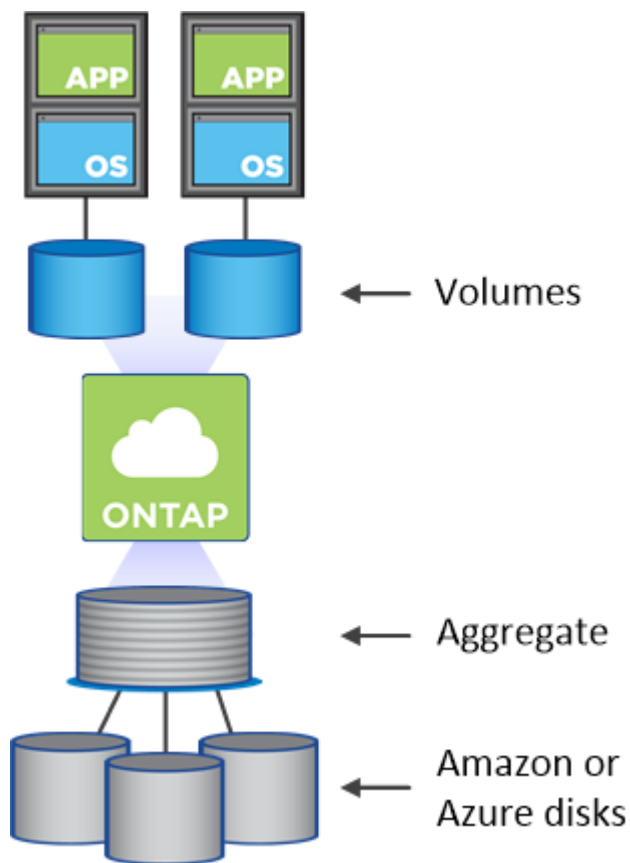 APP
APP
OS
OS
Volumes
ONTAP
Aggregate
Amazon or
Azure disks